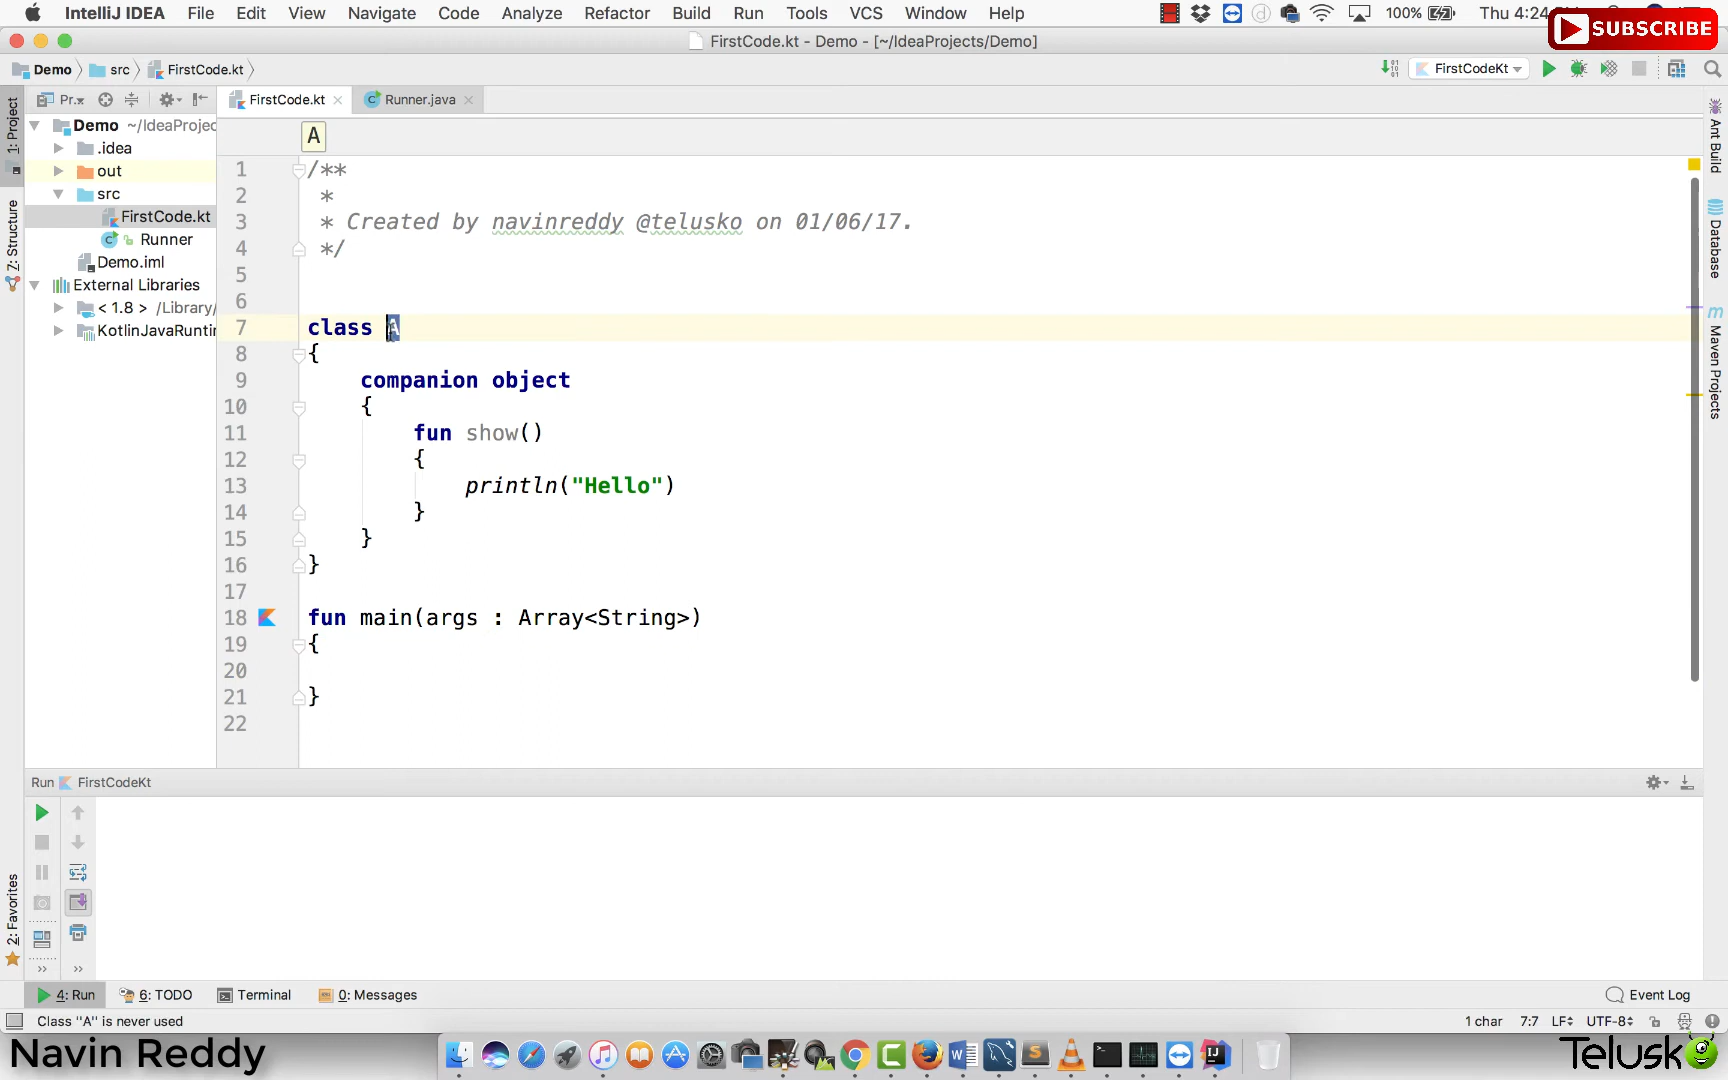 IntelliJ IDEA File Edit View Navigate Code Analyze Refactor Build Run Tools VCS Window Help 100% Thu 4:24
SUBSCRIBE
FirstCode.kt - Demo - [~/IdeaProjects/Demo]
Demo src FirstCode.kt FirstCodeKt
Pr.. FirstCode.kt Runner.java
1: Project
7: Structure
2: Favorites
Demo ~/IdeaProjec
.idea
out
src
FirstCode.kt
Runner
Demo.iml
External Libraries
< 1.8 > /Library/
KotlinJavaRunti
A
1 /**
2 *
3 * Created by navinreddy @telusko on 01/06/17.
4 */
5
6
7 class A
8 {
9 companion object
10 {
11 fun show()
12 {
13 println("Hello")
14 }
15 }
16 }
17
18 fun main(args : Array<String>)
19 {
20
21 }
22
Ant Build
Database
Maven Projects
Run FirstCodeKt
4: Run 6: TODO Terminal 0: Messages Event Log
Class "A" is never used 1 char 7:7 LF UTF-8
Navin Reddy
Telusko